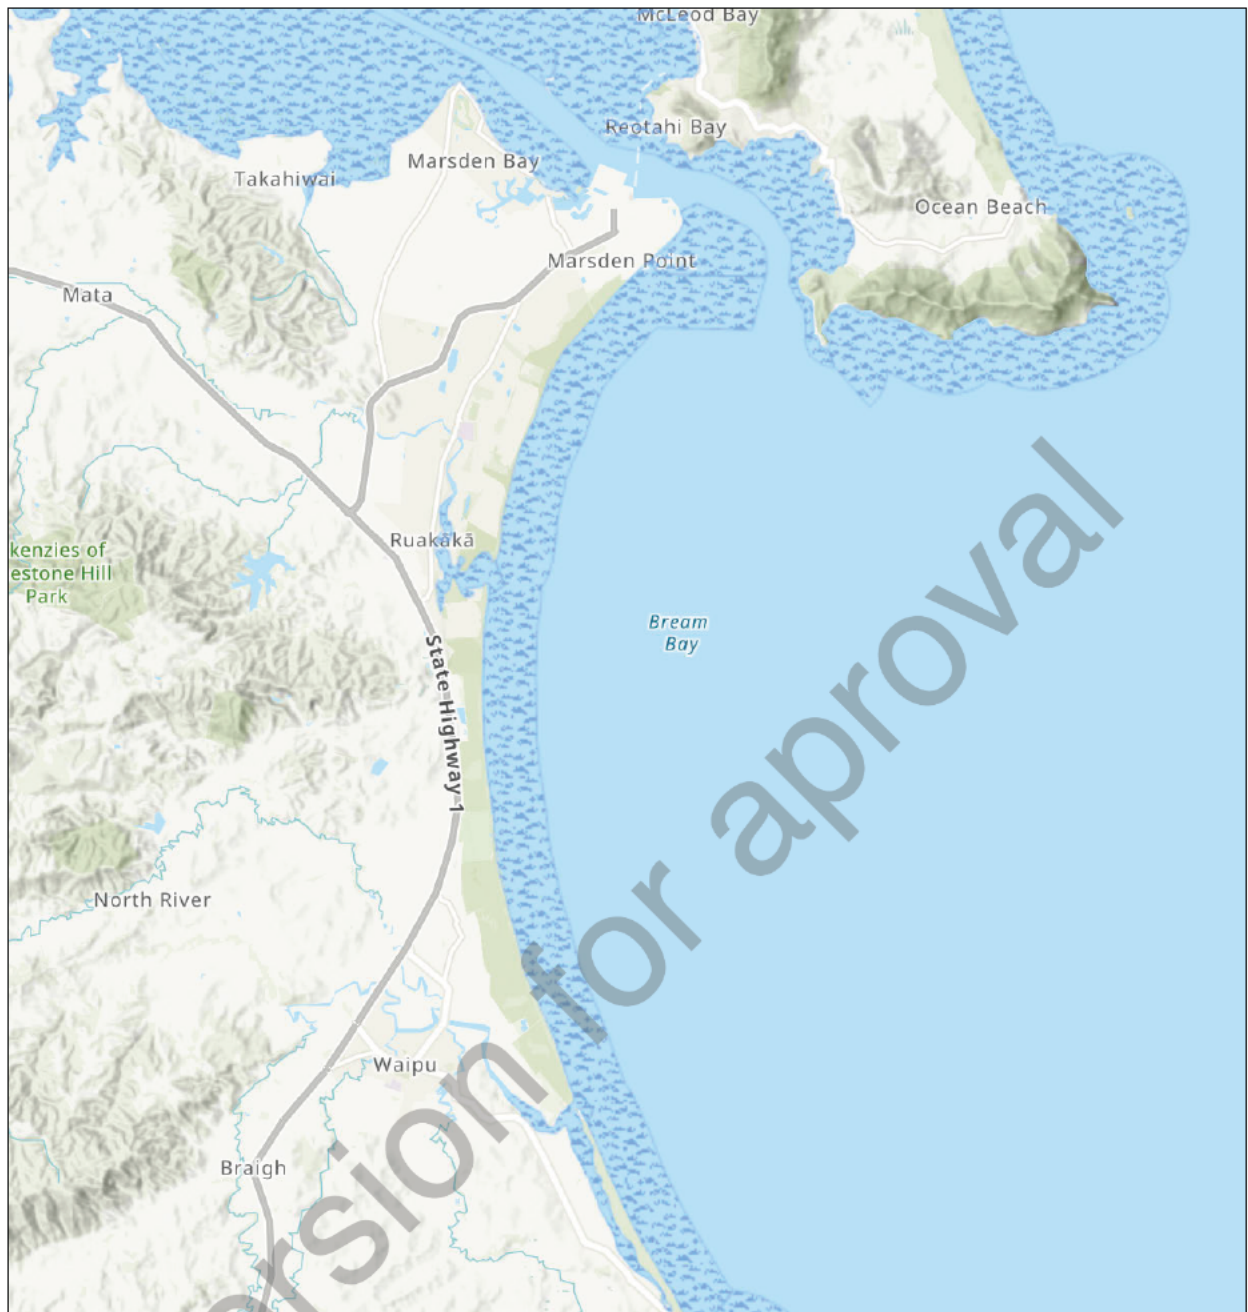 McLeod Bay
Reotahi Bay
Marsden Bay
Takahiwai
Ocean Beach
Marsden Point
Mata
Ruakākā
kenzies of
estone Hill
Park
Bream
Bay
State Highway 1
North River
Waipu
Braigh
ersion for aproval